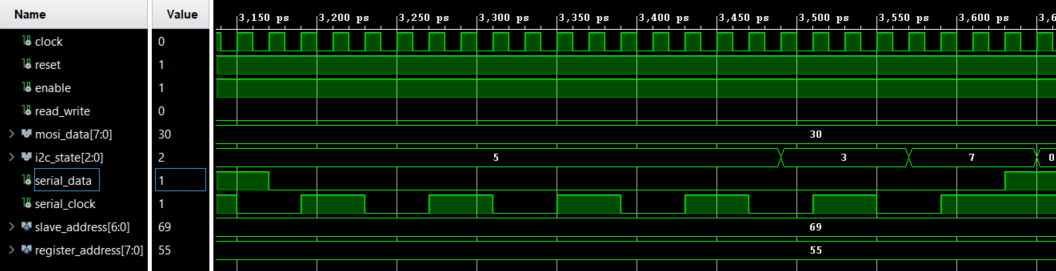 Name Value 3,150 ps 3,200 ps 3,250 ps 3,300 ps 3,350 ps 3,400 ps 3,450 ps 3,500 ps 3,550 ps 3,600 ps
clock 0
reset 1
enable 1
read_write 0
mosi_data[7:0] 30 30
i2c_state[2:0] 2 5 3 7 0
serial_data 1
serial_clock 1
slave_address[6:0] 69 69
register_address[7:0] 55 55